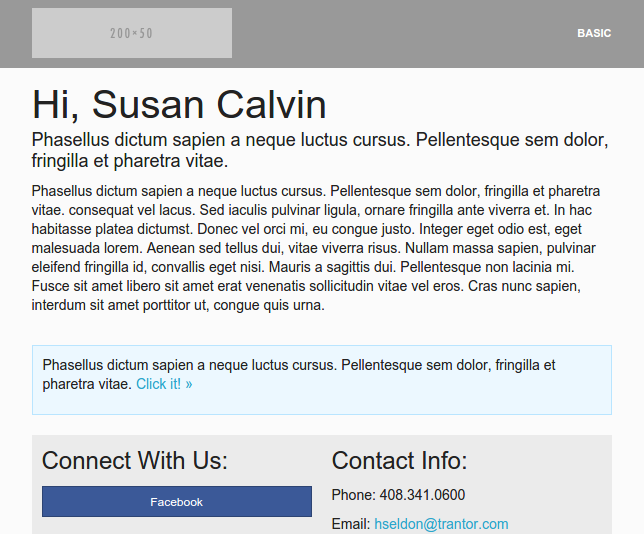 200×50
BASIC
Hi, Susan Calvin
Phasellus dictum sapien a neque luctus cursus. Pellentesque sem dolor,
fringilla et pharetra vitae.
Phasellus dictum sapien a neque luctus cursus. Pellentesque sem dolor, fringilla et pharetra
vitae. consequat vel lacus. Sed iaculis pulvinar ligula, ornare fringilla ante viverra et. In hac
habitasse platea dictumst. Donec vel orci mi, eu congue justo. Integer eget odio est, eget
malesuada lorem. Aenean sed tellus dui, vitae viverra risus. Nullam massa sapien, pulvinar
eleifend fringilla id, convallis eget nisi. Mauris a sagittis dui. Pellentesque non lacinia mi.
Fusce sit amet libero sit amet erat venenatis sollicitudin vitae vel eros. Cras nunc sapien,
interdum sit amet porttitor ut, congue quis urna.
Phasellus dictum sapien a neque luctus cursus. Pellentesque sem dolor, fringilla et
pharetra vitae. Click it! »
Connect With Us:
Facebook
Contact Info:
Phone: 408.341.0600
Email: hseldon@trantor.com